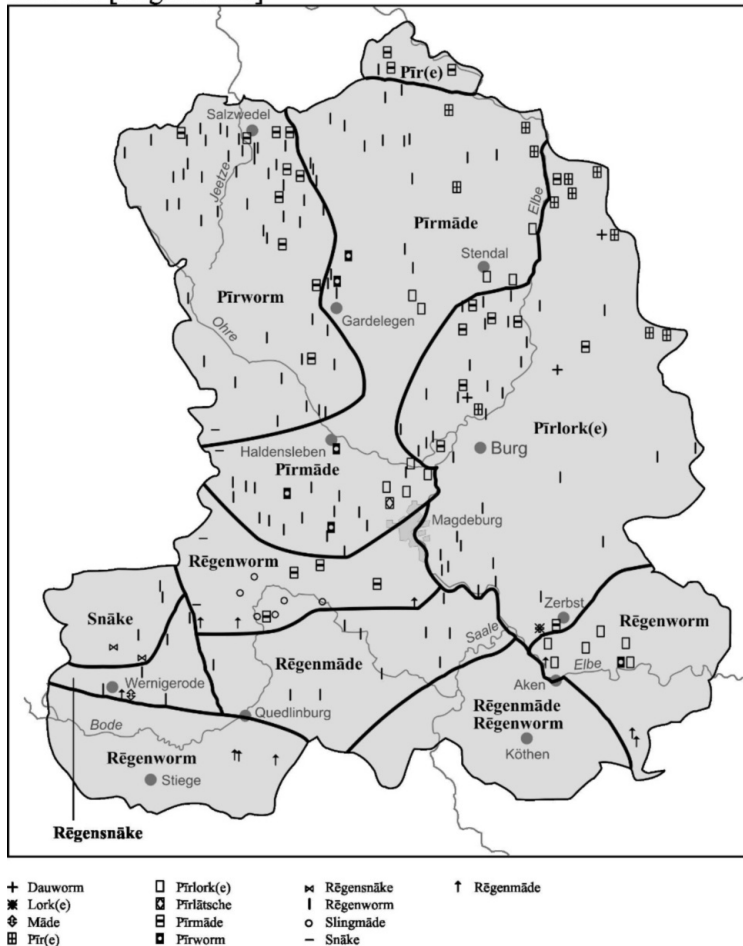 Pīr(e)
Salzwedel
Jeetze
Elbe
Pīrmāde
Stendal
Pīrworm
Gardelegen
Ohre
Pīrlork(e)
Haldensleben
Burg
Pīrmāde
Magdeburg
Rēgenworm
Snāke
Zerbst
Rēgenworm
Saale
Rēgenmāde
Elbe
Wernigerode
Aken
Rēgenmāde
Rēgenworm
Quedlinburg
Bode
Köthen
Rēgenworm
Stiege
Rēgensnāke
+ Dauworm
Lork(e)
Māde
Pīr(e)
Pīrlork(e)
Pīrlātsche
Pīrmāde
Pīrworm
Rēgensnāke
Rēgenworm
Slingmāde
Snāke
↑ Rēgenmāde